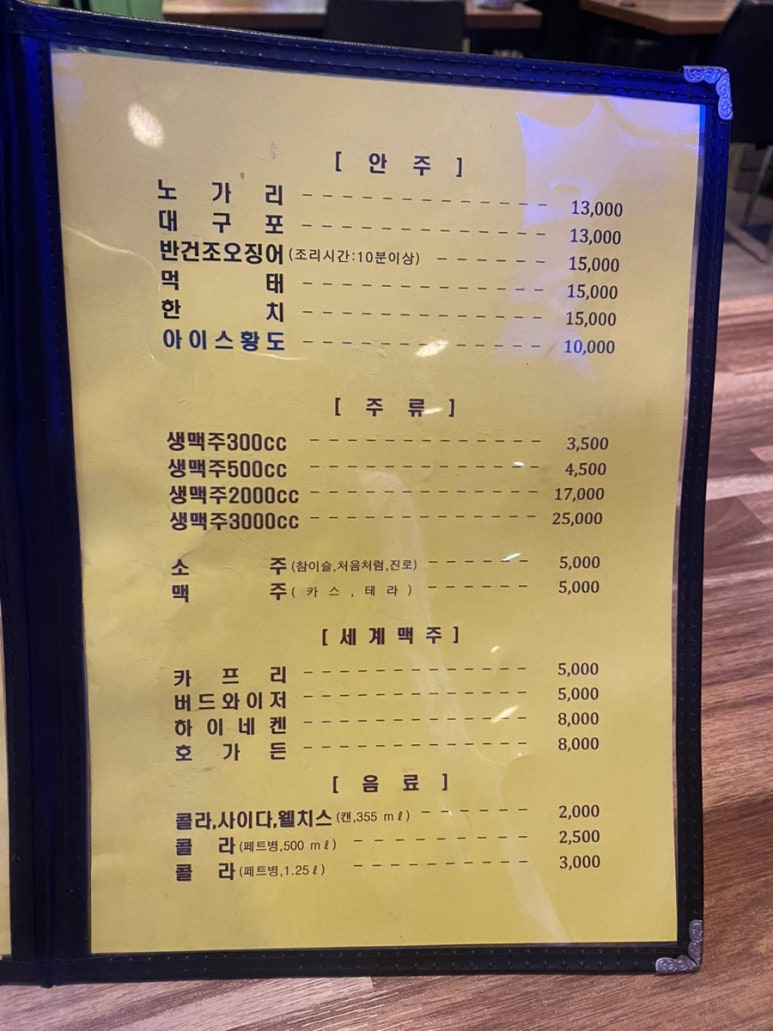 [ 안 주 ]
노 가 리 ------------- 13,000
대 구 포 ------------- 13,000
반건조오징어(조리시간:10분이상) ------ 15,000
먹 태 ------------- 15,000
한 치 ------------- 15,000
아이스황도 ------------- 10,000
[ 주 류 ]
생맥주300cc ------------- 3,500
생맥주500cc ------------- 4,500
생맥주2000cc ------------- 17,000
생맥주3000cc ------------- 25,000
소 주(참이슬,처음처럼,진로) ------ 5,000
맥 주( 카 스 , 테 라 ) ------ 5,000
[ 세 계 맥 주 ]
카 프 리 ------------- 5,000
버드와이저 ------------- 5,000
하 이 네 켄 ------------- 8,000
호 가 든 ------------- 8,000
[ 음 료 ]
콜라,사이다,웰치스(캔,355 mℓ) ------ 2,000
콜 라(페트병,500 mℓ) ---------- 2,500
콜 라(페트병,1.25ℓ) ---------- 3,000